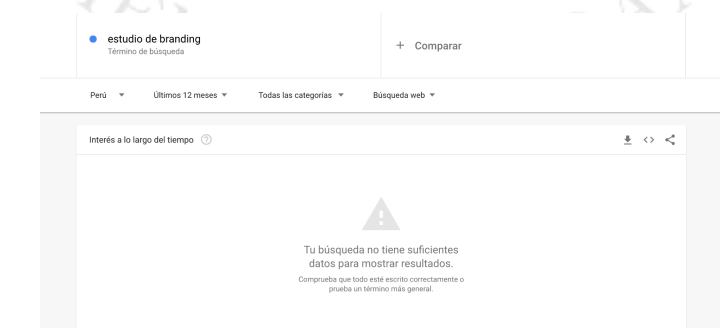 estudio de branding
Término de búsqueda
+ Comparar
Perú
Últimos 12 meses
Todas las categorías
Búsqueda web
Interés a lo largo del tiempo ?
Tu búsqueda no tiene suficientes
datos para mostrar resultados.
Comprueba que todo esté escrito correctamente o
prueba un término más general.